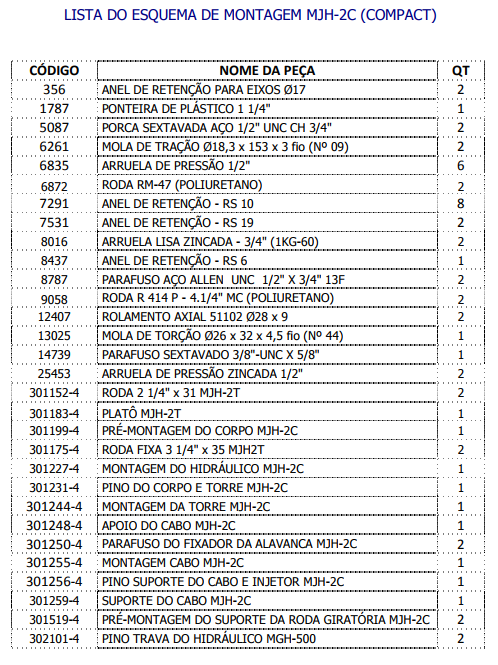 LISTA DO ESQUEMA DE MONTAGEM MJH-2C (COMPACT)
CÓDIGO NOME DA PEÇA QT
356 ANEL DE RETENÇÃO PARA EIXOS Ø17 2
1787 PONTEIRA DE PLÁSTICO 1 1/4" 1
5087 PORCA SEXTAVADA AÇO 1/2" UNC CH 3/4" 2
6261 MOLA DE TRAÇÃO Ø18,3 x 153 x 3 fio (Nº 09) 2
6835 ARRUELA DE PRESSÃO 1/2" 6
6872 RODA RM-47 (POLIURETANO) 2
7291 ANEL DE RETENÇÃO - RS 10 8
7531 ANEL DE RETENÇÃO - RS 19 2
8016 ARRUELA LISA ZINCADA - 3/4" (1KG-60) 2
8437 ANEL DE RETENÇÃO - RS 6 1
8787 PARAFUSO AÇO ALLEN UNC 1/2" X 3/4" 13F 2
9058 RODA R 414 P - 4.1/4" MC (POLIURETANO) 2
12407 ROLAMENTO AXIAL 51102 Ø28 x 9 2
13025 MOLA DE TORÇÃO Ø26 x 32 x 4,5 fio (Nº 44) 1
14739 PARAFUSO SEXTAVADO 3/8"-UNC X 5/8" 1
25453 ARRUELA DE PRESSÃO ZINCADA 1/2" 2
301152-4 RODA 2 1/4" x 31 MJH-2T 2
301183-4 PLATÔ MJH-2T 1
301199-4 PRÉ-MONTAGEM DO CORPO MJH-2C 1
301175-4 RODA FIXA 3 1/4" x 35 MJH2T 2
301227-4 MONTAGEM DO HIDRÁULICO MJH-2C 1
301231-4 PINO DO CORPO E TORRE MJH-2C 1
301244-4 MONTAGEM DA TORRE MJH-2C 1
301248-4 APOIO DO CABO MJH-2C 1
301250-4 PARAFUSO DO FIXADOR DA ALAVANCA MJH-2C 2
301255-4 MONTAGEM CABO MJH-2C 1
301256-4 PINO SUPORTE DO CABO E INJETOR MJH-2C 1
301259-4 SUPORTE DO CABO MJH-2C 1
301519-4 PRÉ-MONTAGEM DO SUPORTE DA RODA GIRATÓRIA MJH-2C 2
302101-4 PINO TRAVA DO HIDRÁULICO MGH-500 2